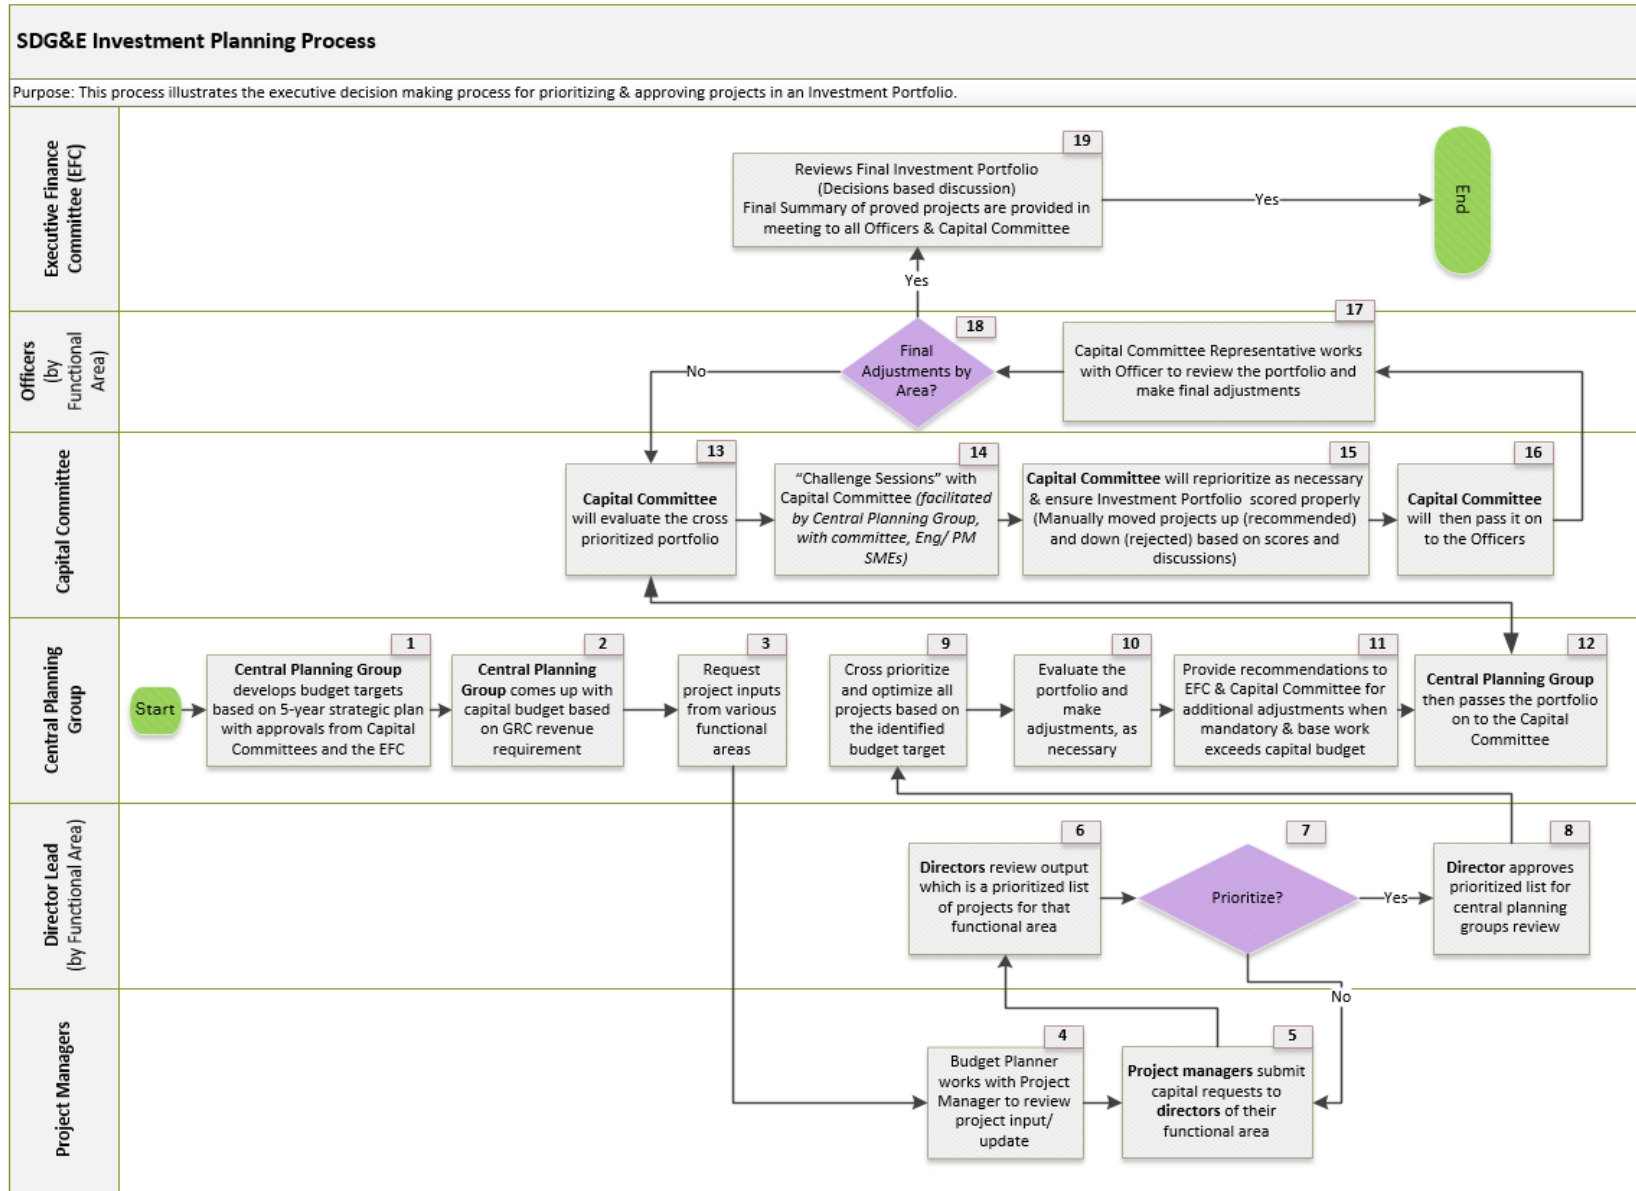 SDG&E Investment Planning Process
Purpose: This process illustrates the executive decision making process for prioritizing & approving projects in an Investment Portfolio.
Executive Finance
Committee (EFC)
19
Reviews Final Investment Portfolio
(Decisions based discussion)
Final Summary of proved projects are provided in
meeting to all Officers & Capital Committee
Yes
End
Yes
Officers
(by
Functional
Area)
18
Final
Adjustments by
Area?
No
17
Capital Committee Representative works
with Officer to review the portfolio and
make final adjustments
Capital Committee
13
Capital Committee
will evaluate the cross
prioritized portfolio
14
“Challenge Sessions” with
Capital Committee (facilitated
by Central Planning Group,
with committee, Eng/ PM
SMEs)
15
Capital Committee will reprioritize as necessary
& ensure Investment Portfolio scored properly
(Manually moved projects up (recommended)
and down (rejected) based on scores and
discussions)
16
Capital Committee
will then pass it on
to the Officers
Central Planning
Group
Start
1
Central Planning Group
develops budget targets
based on 5-year strategic plan
with approvals from Capital
Committees and the EFC
2
Central Planning
Group comes up with
capital budget based
on GRC revenue
requirement
3
Request
project inputs
from various
functional
areas
9
Cross prioritize
and optimize all
projects based on
the identified
budget target
10
Evaluate the
portfolio and
make
adjustments, as
necessary
11
Provide recommendations to
EFC & Capital Committee for
additional adjustments when
mandatory & base work
exceeds capital budget
12
Central Planning Group
then passes the portfolio
on to the Capital
Committee
Director Lead
(by Functional Area)
6
Directors review output
which is a prioritized list
of projects for that
functional area
7
Prioritize?
Yes
8
Director approves
prioritized list for
central planning
groups review
No
Project Managers
4
Budget Planner
works with Project
Manager to review
project input/
update
5
Project managers submit
capital requests to
directors of their
functional area